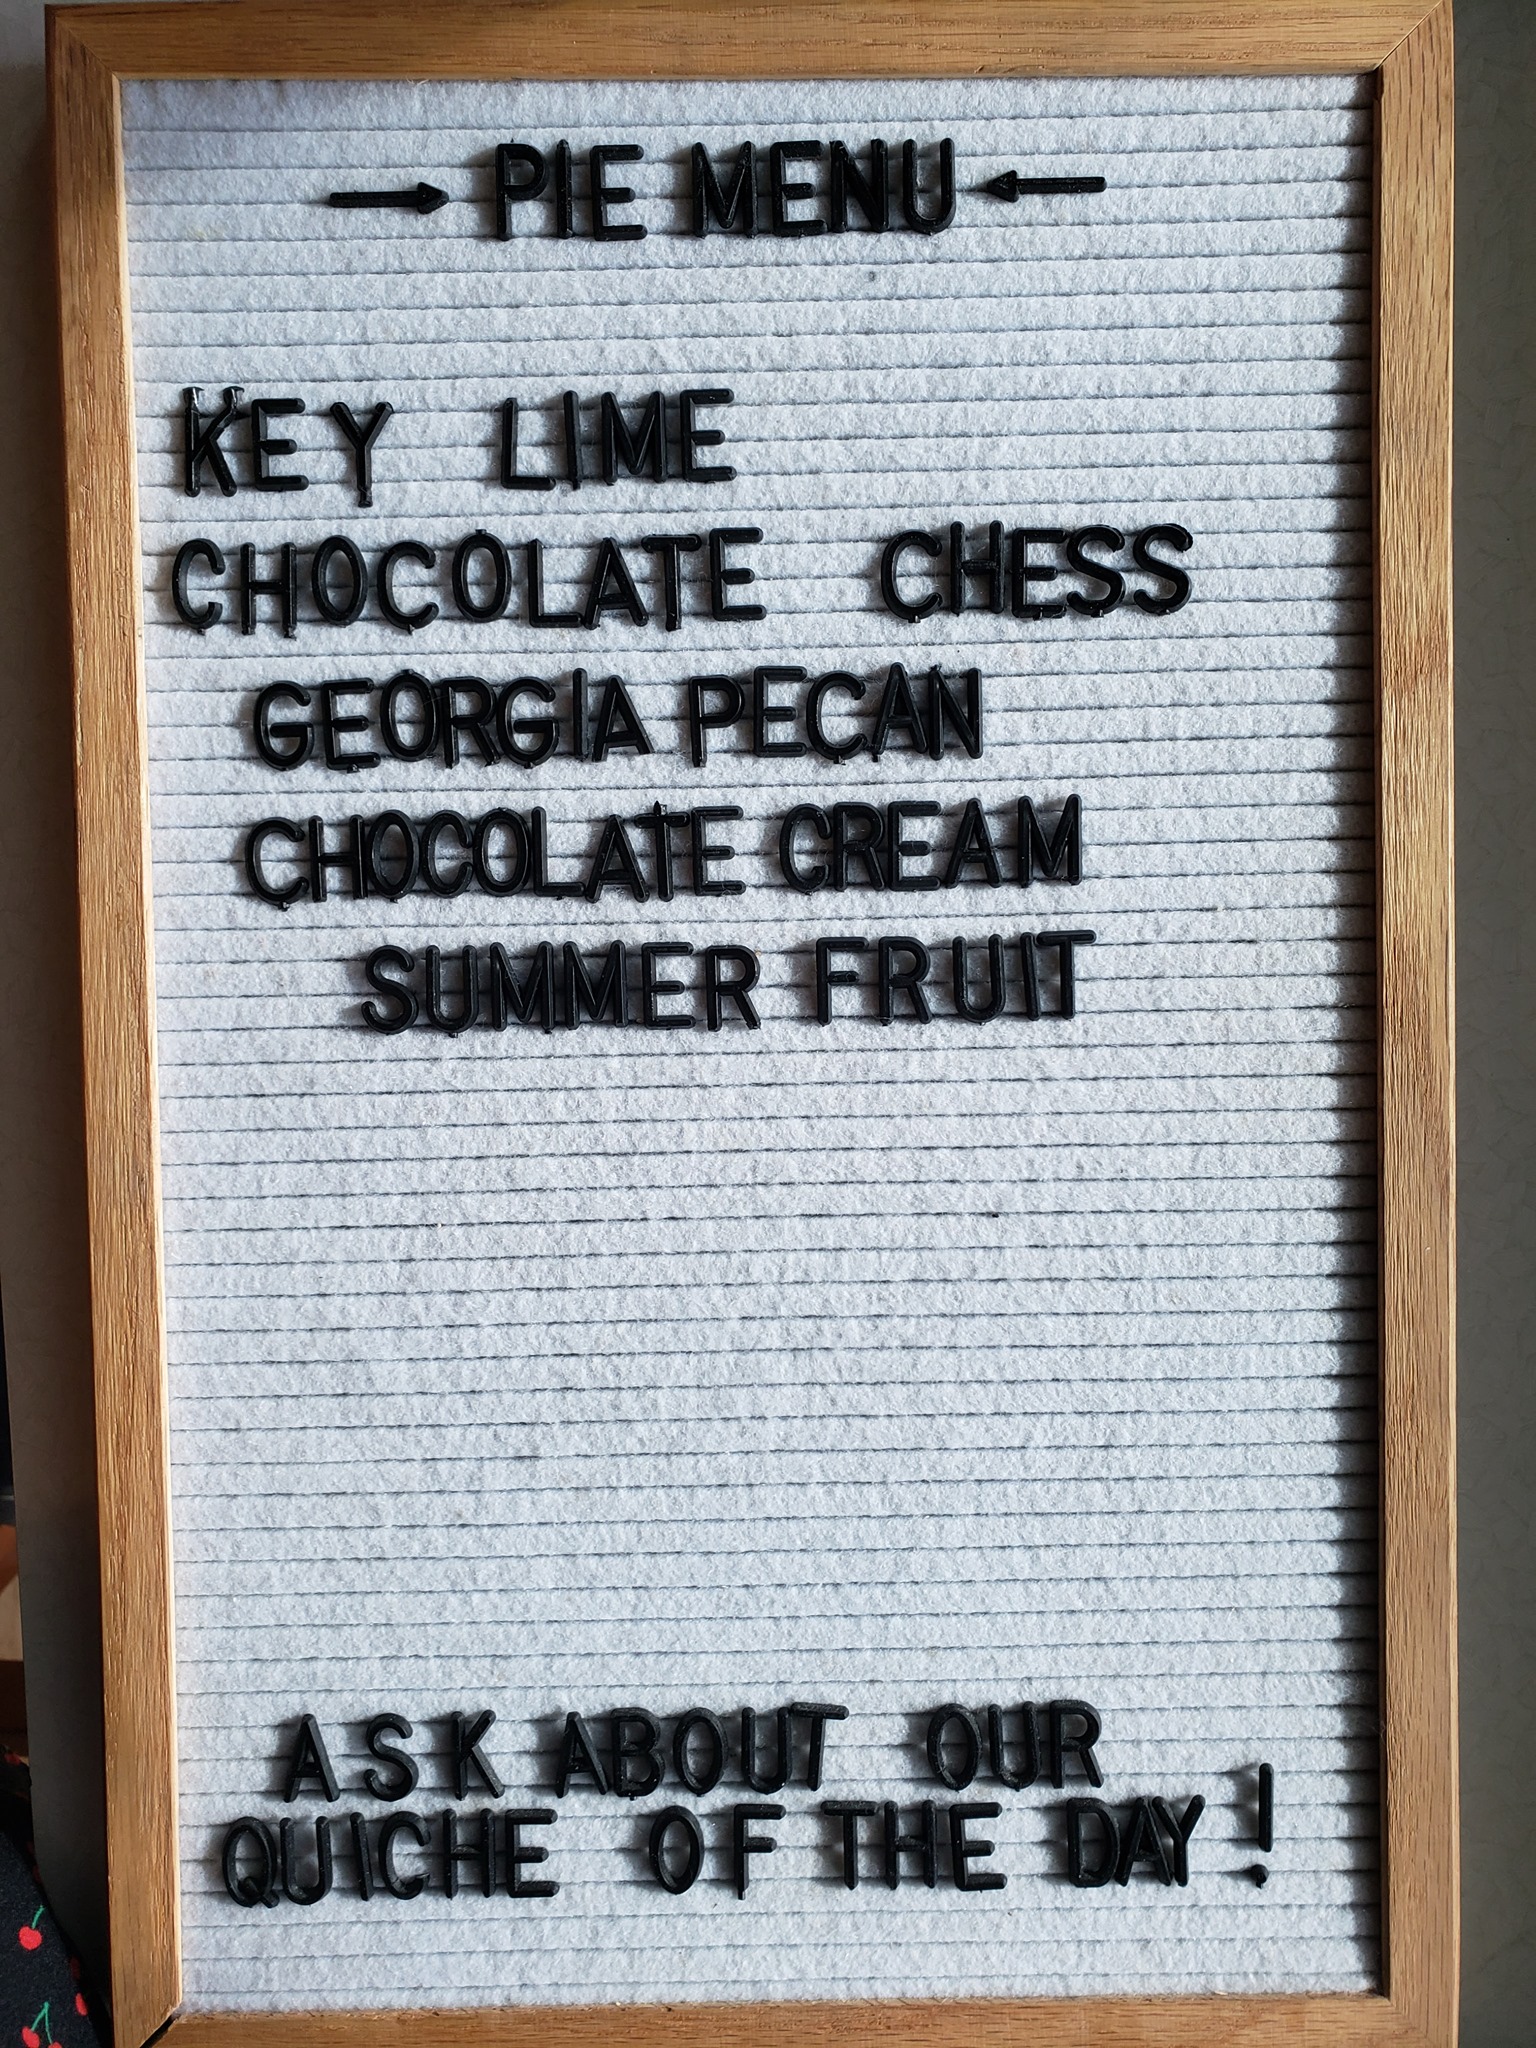 → PIE MENU ←
KEY LIME
CHOCOLATE CHESS
GEORGIA PECAN
CHOCOLATE CREAM
SUMMER FRUIT
ASK ABOUT OUR
QUICHE OF THE DAY!